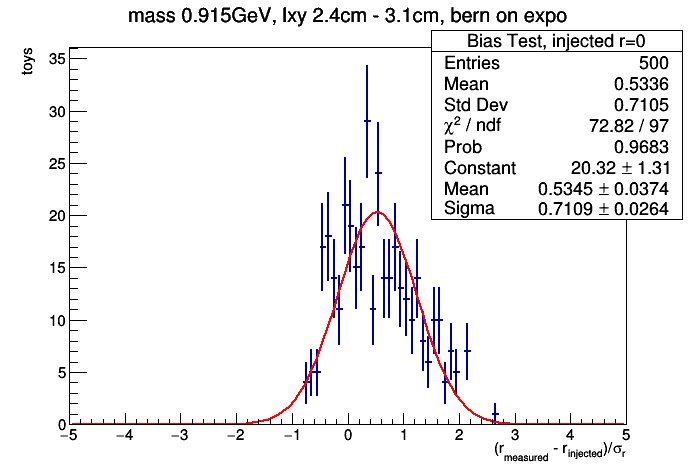 mass 0.915GeV, lxy 2.4cm - 3.1cm, bern on expo
Bias Test, injected r=0
Entries 500
Mean 0.5336
Std Dev 0.7105
χ² / ndf 72.82 / 97
Prob 0.9683
Constant 20.32 ± 1.31
Mean 0.5345 ± 0.0374
Sigma 0.7109 ± 0.0264
toys
35
30
25
20
15
10
5
0
−5 −4 −3 −2 −1 0 1 2 3 4 5
(r_measured - r_injected)/σ_r